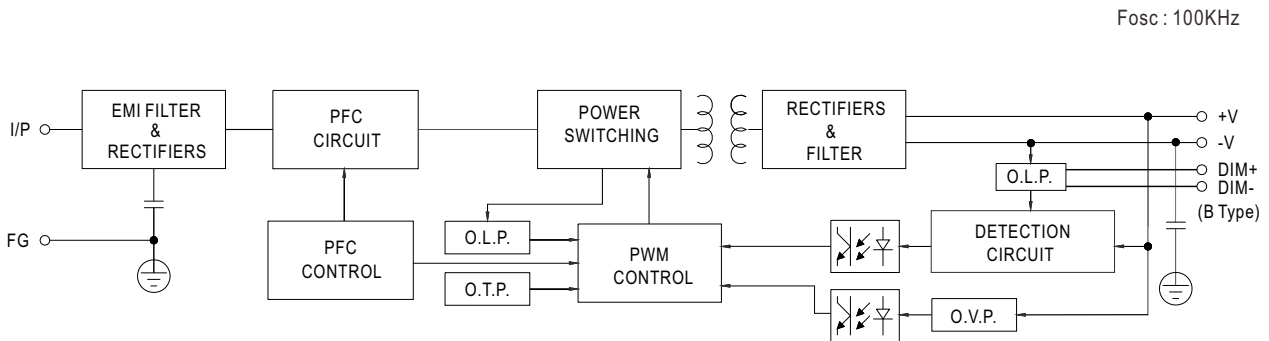 Fosc : 100KHz
I/P
EMI FILTER
&
RECTIFIERS
PFC
CIRCUIT
POWER
SWITCHING
RECTIFIERS
&
FILTER
+V
-V
DIM+
DIM-
(B Type)
O.L.P.
FG
PFC
CONTROL
O.L.P.
O.T.P.
PWM
CONTROL
DETECTION
CIRCUIT
O.V.P.